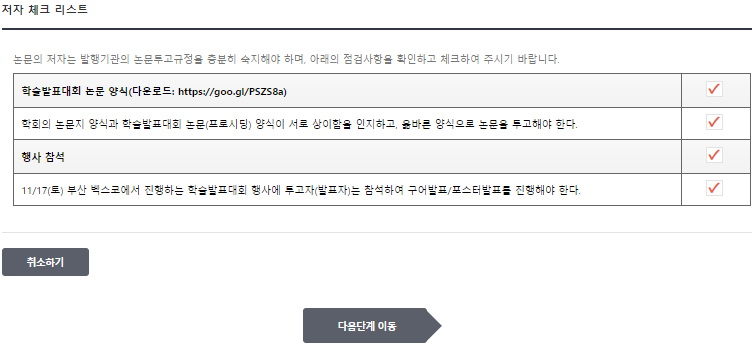 저자 체크 리스트
논문의 저자는 발행기관의 논문투고규정을 충분히 숙지해야 하며, 아래의 점검사항을 확인하고 체크하여 주시기 바랍니다.
학술발표대회 논문 양식(다운로드: https://goo.gl/PSZS8a)
학회의 논문지 양식과 학술발표대회 논문(프로시딩) 양식이 서로 상이함을 인지하고, 올바른 양식으로 논문을 투고해야 한다.
행사 참석
11/17(토) 부산 벡스코에서 진행하는 학술발표대회 행사에 투고자(발표자)는 참석하여 구어발표/포스터발표를 진행해야 한다.
취소하기
다음단계 이동